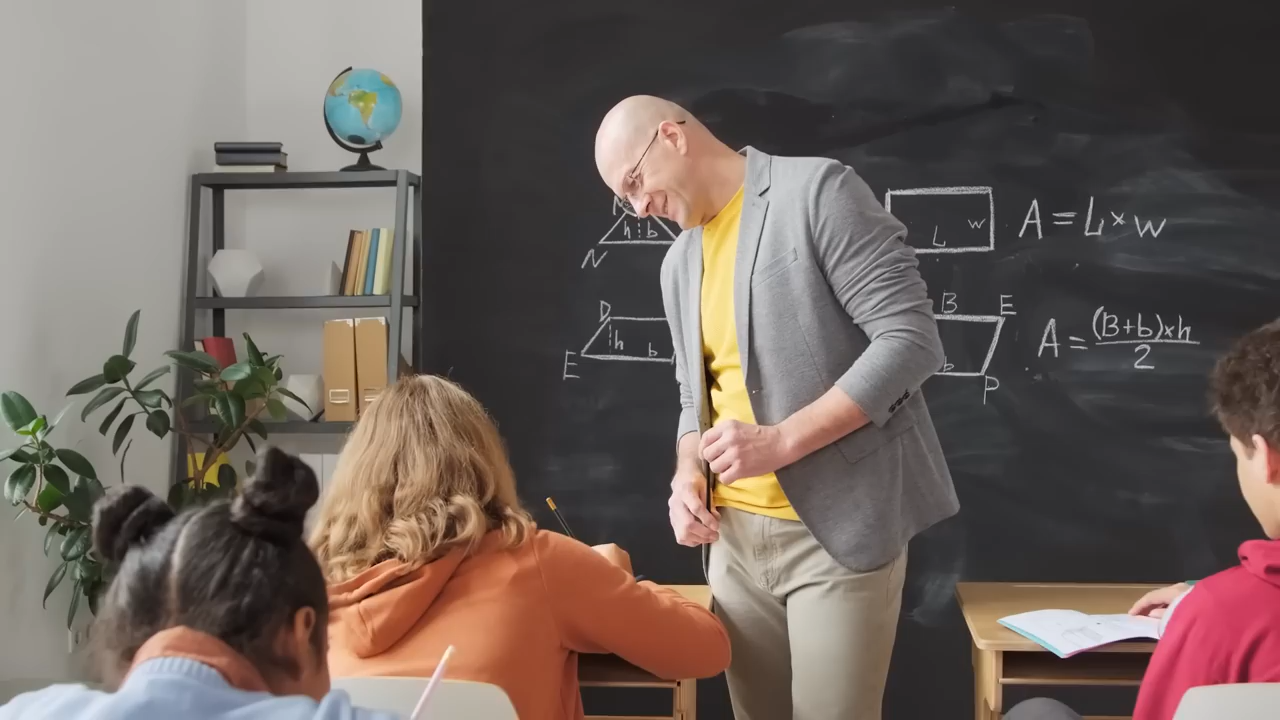 h b
N
L w
A = L × w
D
h b
E
B E
b
P
A = (B+b)×h
2